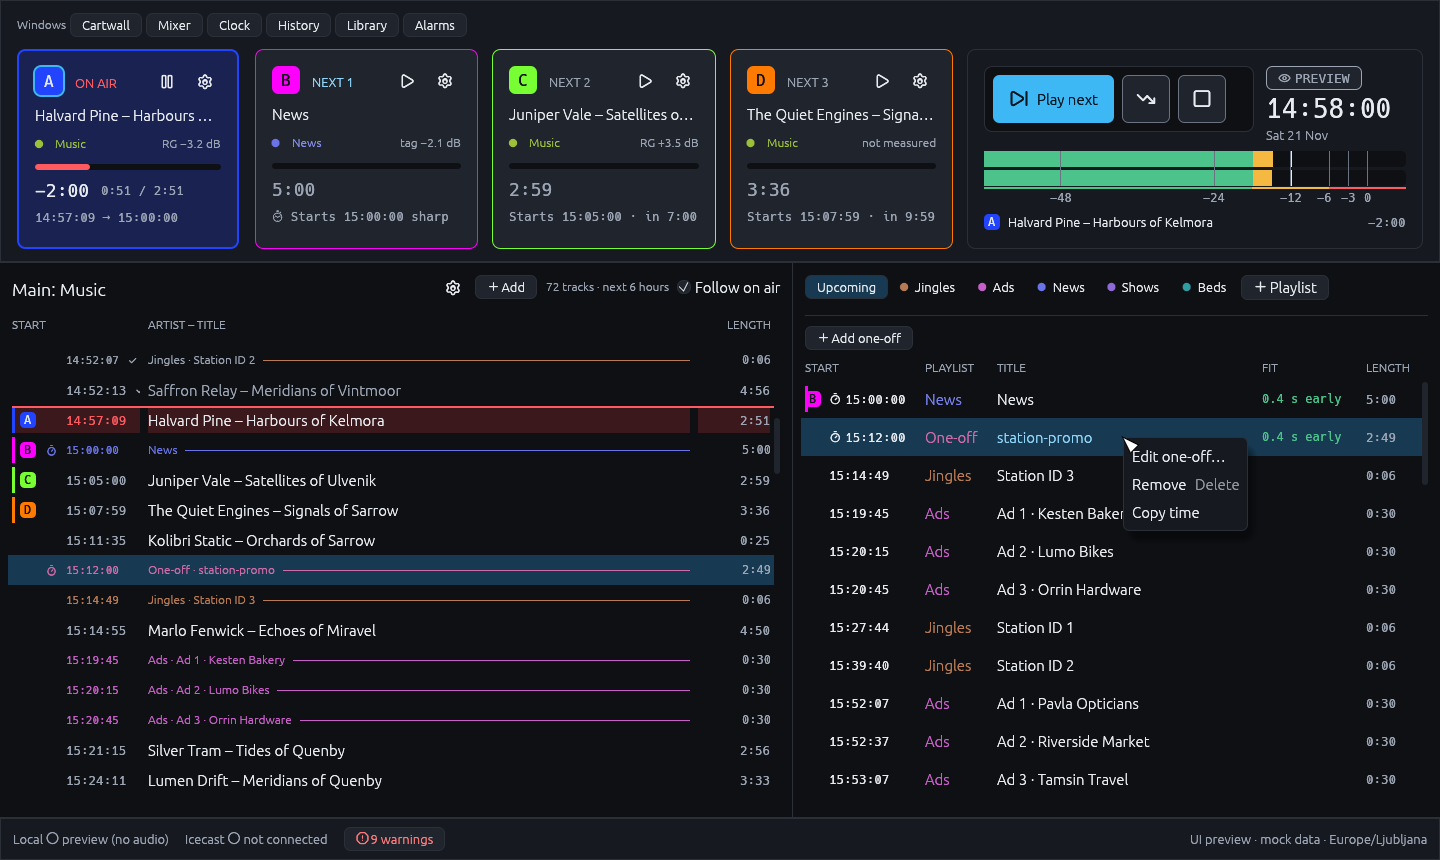 Windows Cartwall Mixer Clock History Library Alarms
A ON AIR
Halvard Pine – Harbours …
Music RG −3.2 dB
−2:00 0:51 / 2:51
14:57:09 → 15:00:00
B NEXT 1
News
News tag −2.1 dB
5:00
Starts 15:00:00 sharp
C NEXT 2
Juniper Vale – Satellites o…
Music RG +3.5 dB
2:59
Starts 15:05:00 · in 7:00
D NEXT 3
The Quiet Engines – Signa…
Music not measured
3:36
Starts 15:07:59 · in 9:59
Play next
PREVIEW
14:58:00
Sat 21 Nov
−48 −24 −12 −6 −3 0
A Halvard Pine – Harbours of Kelmora −2:00
Main: Music + Add 72 tracks · next 6 hours Follow on air
START ARTIST – TITLE LENGTH
14:52:07 Jingles · Station ID 2 0:06
14:52:13 Saffron Relay – Meridians of Vintmoor 4:56
A 14:57:09 Halvard Pine – Harbours of Kelmora 2:51
B 15:00:00 News 5:00
C 15:05:00 Juniper Vale – Satellites of Ulvenik 2:59
D 15:07:59 The Quiet Engines – Signals of Sarrow 3:36
15:11:35 Kolibri Static – Orchards of Sarrow 0:25
15:12:00 One-off · station-promo 2:49
15:14:49 Jingles · Station ID 3 0:06
15:14:55 Marlo Fenwick – Echoes of Miravel 4:50
15:19:45 Ads · Ad 1 · Kesten Bakery 0:30
15:20:15 Ads · Ad 2 · Lumo Bikes 0:30
15:20:45 Ads · Ad 3 · Orrin Hardware 0:30
15:21:15 Silver Tram – Tides of Quenby 2:56
15:24:11 Lumen Drift – Meridians of Quenby 3:33
Upcoming Jingles Ads News Shows Beds + Playlist
+ Add one-off
START PLAYLIST TITLE FIT LENGTH
B 15:00:00 News News 0.4 s early 5:00
15:12:00 One-off station-promo 0.4 s early 2:49
15:14:49 Jingles Station ID 3 0:06
15:19:45 Ads Ad 1 · Kesten Baker 0:30
15:20:15 Ads Ad 2 · Lumo Bikes 0:30
15:20:45 Ads Ad 3 · Orrin Hardware 0:30
15:27:44 Jingles Station ID 1 0:06
15:39:40 Jingles Station ID 2 0:06
15:52:07 Ads Ad 1 · Pavla Opticians 0:30
15:52:37 Ads Ad 2 · Riverside Market 0:30
15:53:07 Ads Ad 3 · Tamsin Travel 0:30
Edit one-off…
Remove Delete
Copy time
Local preview (no audio) Icecast not connected 9 warnings UI preview · mock data · Europe/Ljubljana